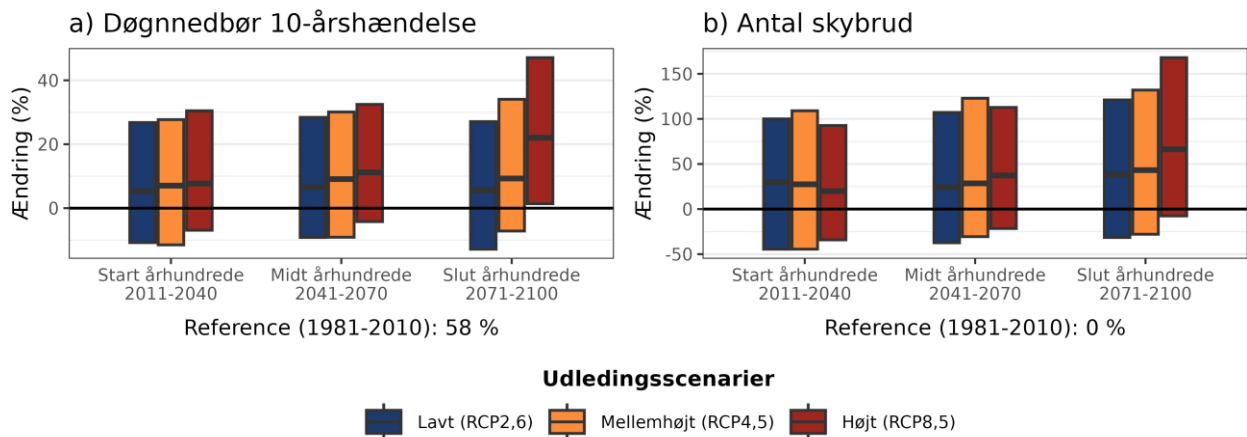 a) Døgnnedbør 10-årshændelse
Ændring (%)
40
20
0
Start århundrede
2011-2040
Midt århundrede
2041-2070
Slut århundrede
2071-2100
Reference (1981-2010): 58 %
b) Antal skybrud
Ændring (%)
150
100
50
0
-50
Start århundrede
2011-2040
Midt århundrede
2041-2070
Slut århundrede
2071-2100
Reference (1981-2010): 0 %
Udledingsscenarier
Lavt (RCP2,6)
Mellemhøjt (RCP4,5)
Højt (RCP8,5)